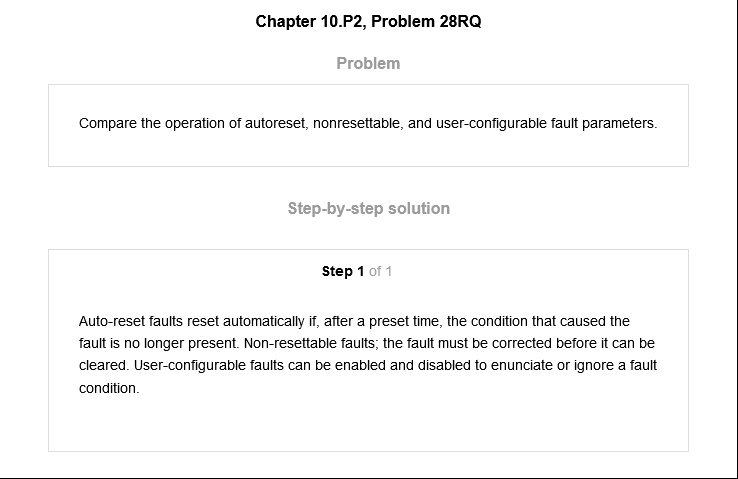 Chapter 10.P2, Problem 28RQ
Problem
Compare the operation of autoreset, nonresettable, and user-configurable fault parameters.
Step-by-step solution
Step 1 of 1
Auto-reset faults reset automatically if, after a preset time, the condition that caused the
fault is no longer present. Non-resettable faults; the fault must be corrected before it can be
cleared. User-configurable faults can be enabled and disabled to enunciate or ignore a fault
condition.